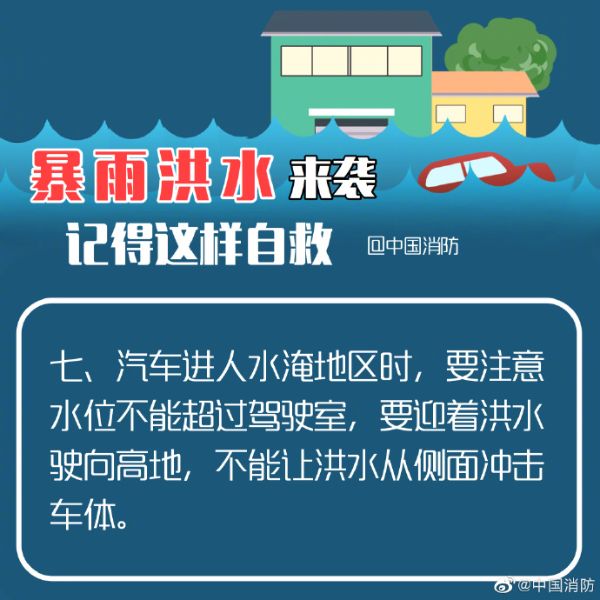 暴雨洪水来袭
记得这样自救 @中国消防
七、汽车进人水淹地区时，要注意
水位不能超过驾驶室，要迎着洪水
驶向高地，不能让洪水从侧面冲击
车体。
@中国消防